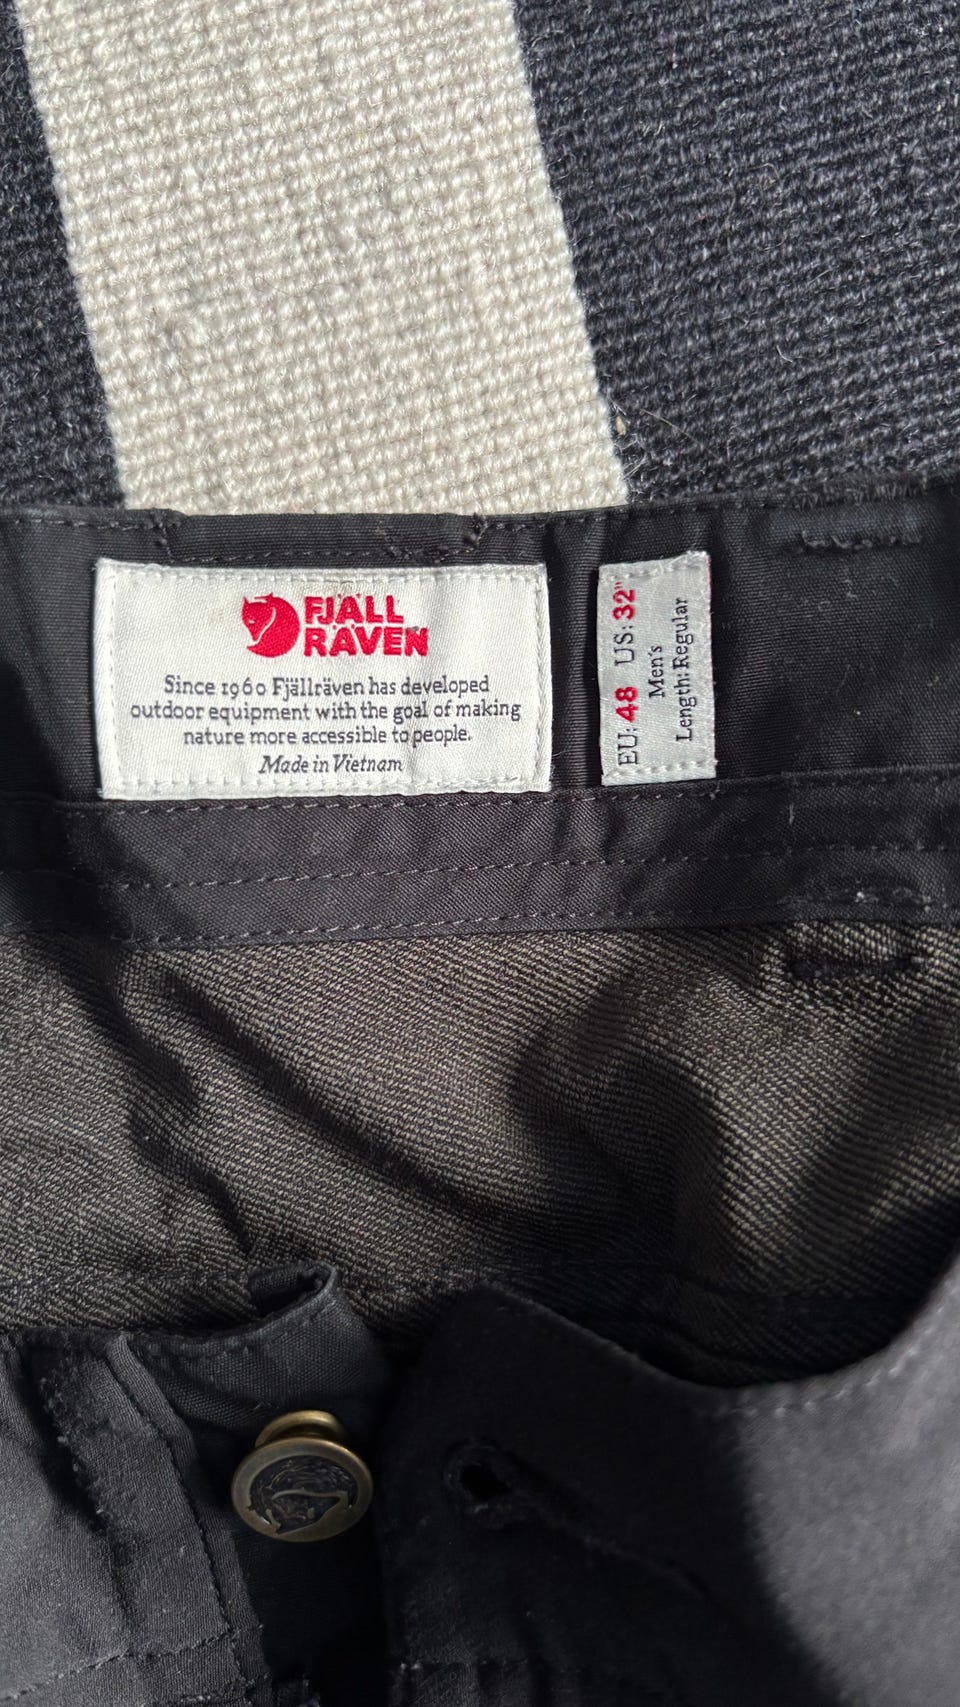 FJÄLL
RÄVEN
Since 1960 Fjällräven has developed
outdoor equipment with the goal of making
nature more accessible to people.
Made in Vietnam
EU: 48 US: 32"
Men's
Length: Regular